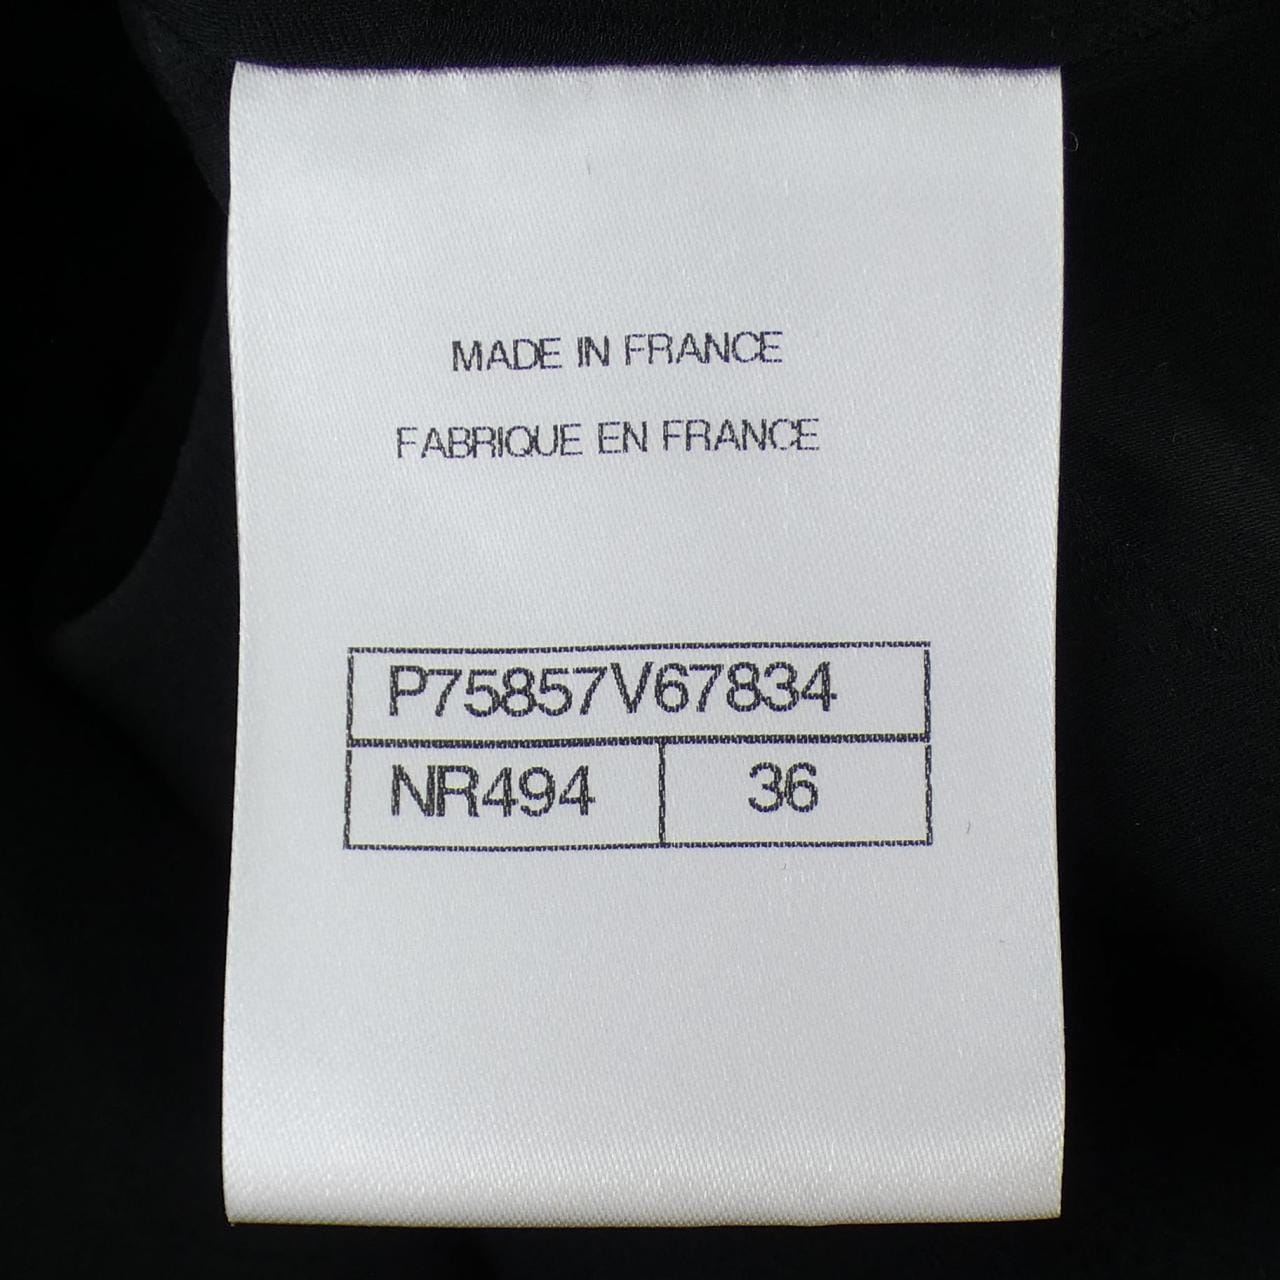 MADE IN FRANCE
FABRIQUE EN FRANCE
P75857V67834
NR494 36